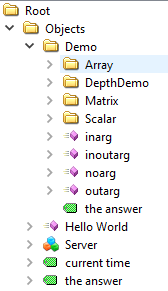 Root
Objects
Demo
Array
DepthDemo
Matrix
Scalar
inarg
inoutarg
noarg
outarg
the answer
Hello World
Server
current time
the answer